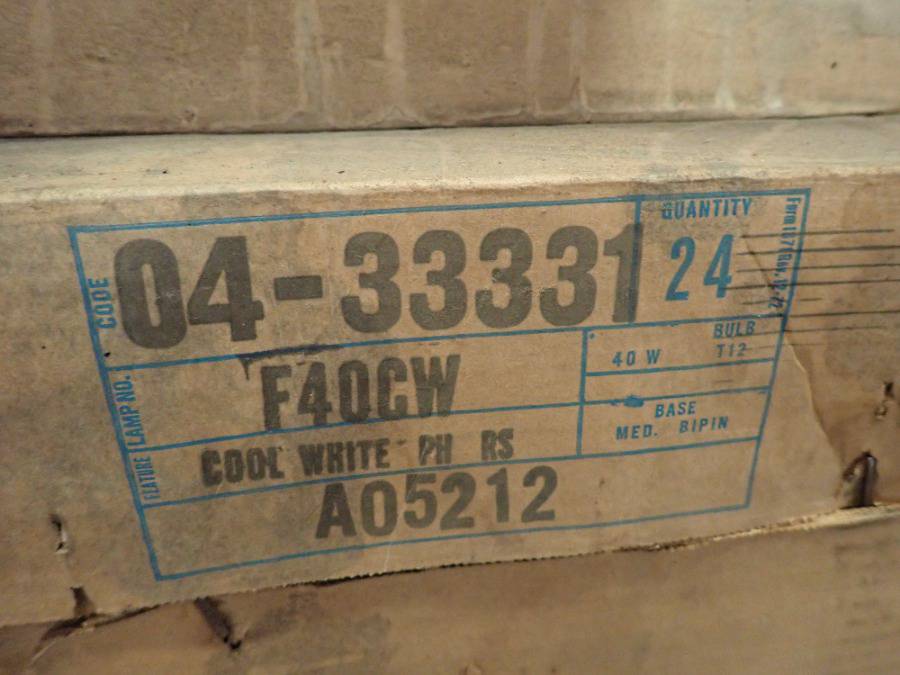 CODE 04-33331
QUANTITY
24
LAMP NO. F40CW
40 W
BULB
T12
FEATURE COOL WHITE PH RS
BASE
MED. BIPIN
A05212